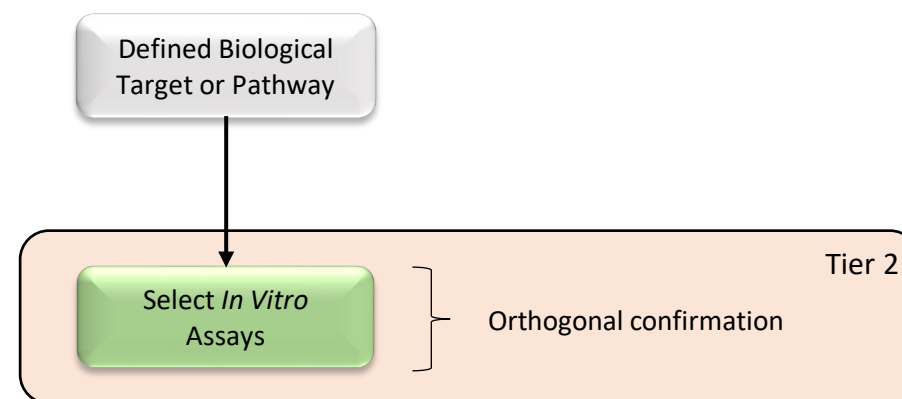 Defined Biological
Target or Pathway
Tier 2
Select In Vitro
Assays
Orthogonal confirmation